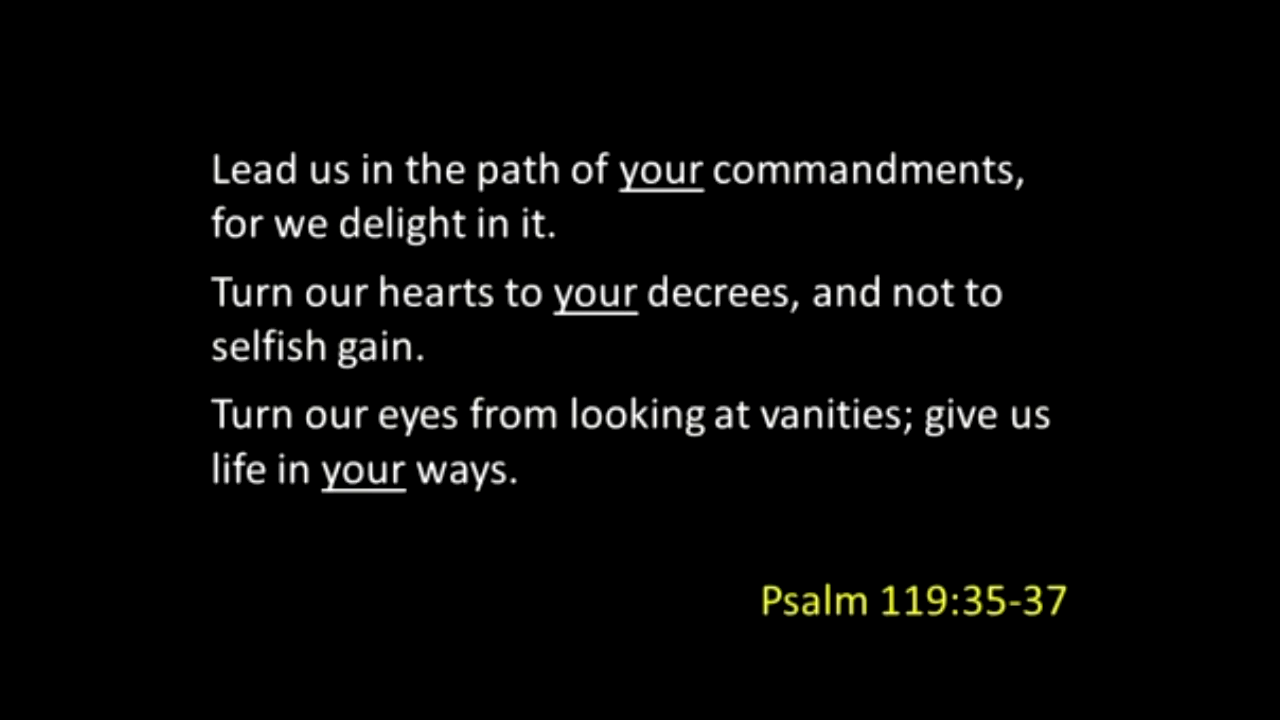 Lead us in the path of your commandments,
for we delight in it.
Turn our hearts to your decrees, and not to
selfish gain.
Turn our eyes from looking at vanities; give us
life in your ways.
Psalm 119:35-37